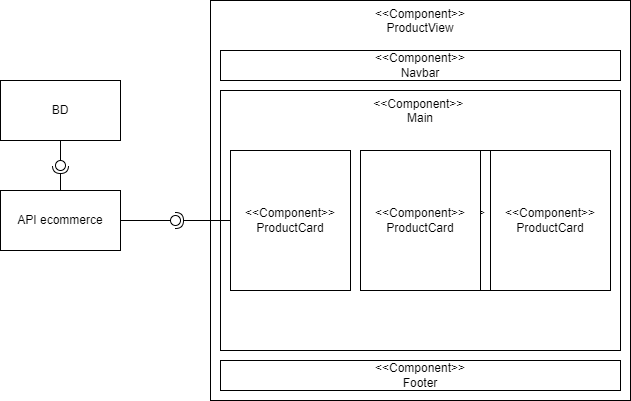 <<Component>>
ProductView
<<Component>>
Navbar
BD
<<Component>>
Main
API ecommerce
<<Component>>
ProductCard
<<Component>>
ProductCard
<<Component>>
ProductCard
<<Component>>
Footer